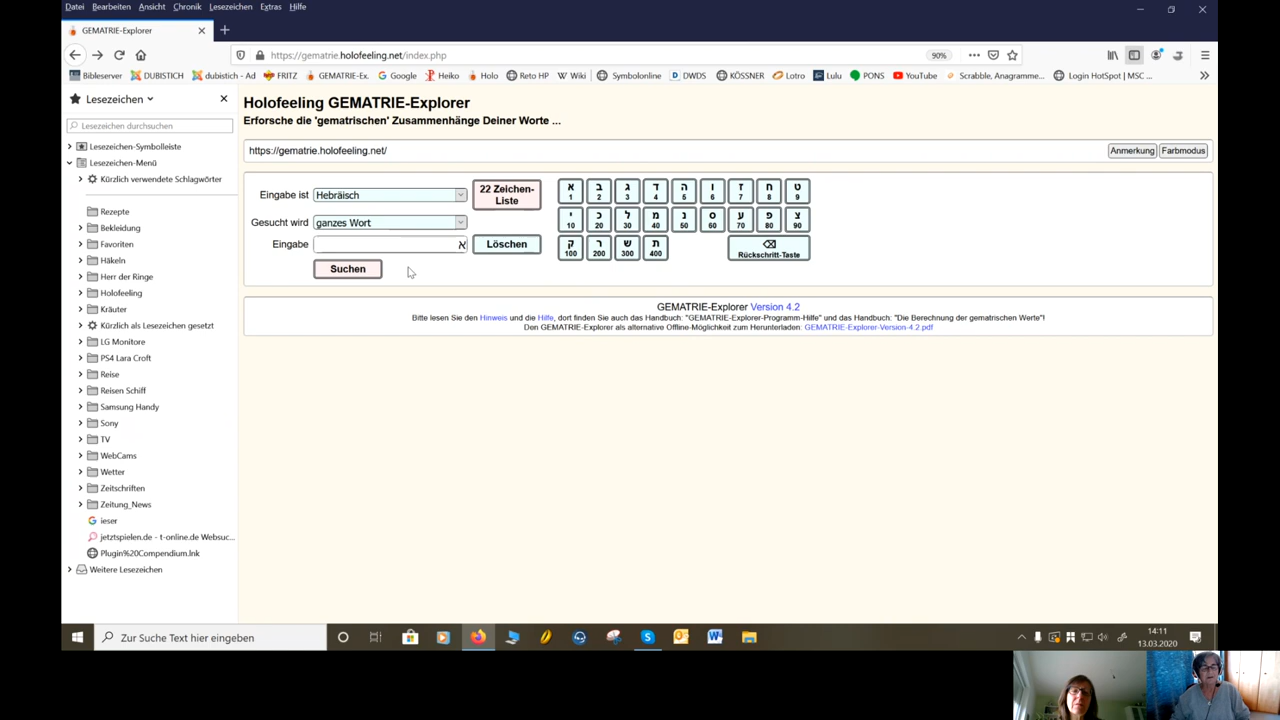 Datei Bearbeiten Ansicht Chronik Lesezeichen Extras Hilfe
GEMATRIE-Explorer
https://gematrie.holofeeling.net/index.php 90%
Bibleserver DUBISTICH dubistich - Ad FRITZ GEMATRIE-Ex. Google Heiko Holo Reto HP Wiki Symbolonline DWDS KÖSSNER Lotro Lulu PONS YouTube Scrabble, Anagramme... Login HotSpot | MSC ...
Lesezeichen
Lesezeichen durchsuchen
Lesezeichen-Symbolleiste
Lesezeichen-Menü
Kürzlich verwendete Schlagwörter
Rezepte
Bekleidung
Favoriten
Häkeln
Herr der Ringe
Holofeeling
Kräuter
Kürzlich als Lesezeichen gesetzt
LG Monitore
PS4 Lara Croft
Reise
Reisen Schiff
Samsung Handy
Sony
TV
WebCams
Wetter
Zeitschriften
Zeitung_News
ieser
jetztspielen.de - t-online.de Websuc...
Plugin%20Compendium.lnk
Weitere Lesezeichen
Holofeeling GEMATRIE-Explorer
Erforsche die 'gematrischen' Zusammenhänge Deiner Worte ...
https://gematrie.holofeeling.net/ Anmerkung Farbmodus
Eingabe ist Hebräisch 22 Zeichen-Liste
Gesucht wird ganzes Wort
Eingabe א Löschen
Suchen
א ב ג ד ה ו ז ח ט
1 2 3 4 5 6 7 8 9
י כ ל מ נ ס ע פ צ
10 20 30 40 50 60 70 80 90
ק ר ש ת
100 200 300 400 Rückschritt-Taste
GEMATRIE-Explorer Version 4.2
Bitte lesen Sie den Hinweis und die Hilfe, dort finden Sie auch das Handbuch: "GEMATRIE-Explorer-Programm-Hilfe" und das Handbuch: "Die Berechnung der gematrischen Werte"!
Den GEMATRIE-Explorer als alternative Offline-Möglichkeit zum Herunterladen: GEMATRIE-Explorer-Version-4.2.pdf
Zur Suche Text hier eingeben
14:11
13.03.2020